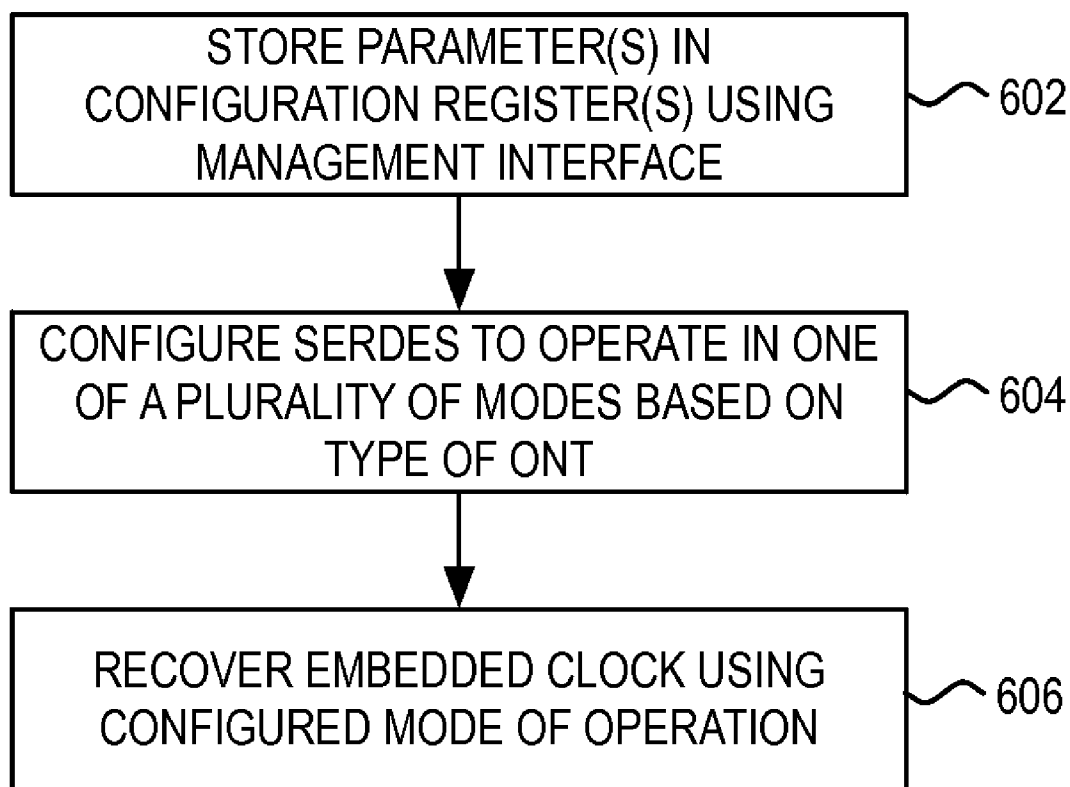 STORE PARAMETER(S) IN
CONFIGURATION REGISTER(S) USING
MANAGEMENT INTERFACE
602
CONFIGURE SERDES TO OPERATE IN ONE
OF A PLURALITY OF MODES BASED ON
TYPE OF ONT
604
RECOVER EMBEDDED CLOCK USING
CONFIGURED MODE OF OPERATION
606